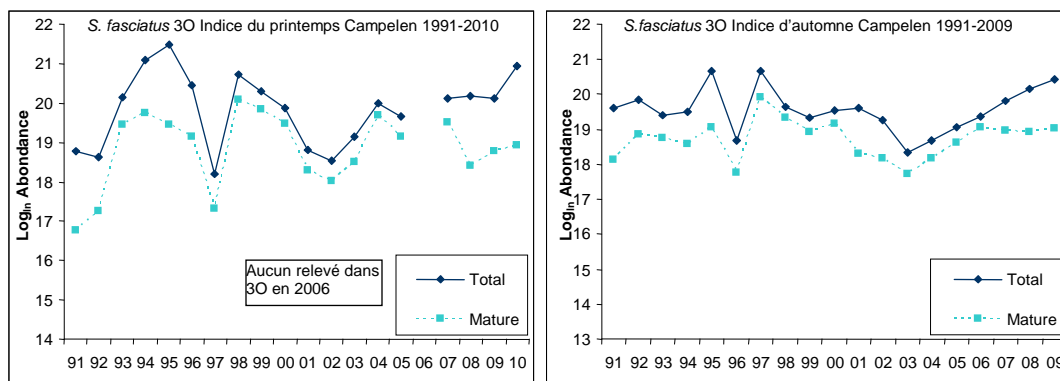 S. fasciatus 3O Indice du printemps Campelen 1991-2010
Log_ln Abondance
22
21
20
19
18
17
16
15
14
Aucun relevé dans
3O en 2006
Total
Mature
91 92 93 94 95 96 97 98 99 00 01 02 03 04 05 06 07 08 09 10
S.fasciatus 3O Indice d'automne Campelen 1991-2009
Log_ln Abondance
22
21
20
19
18
17
16
15
14
13
Total
Mature
91 92 93 94 95 96 97 98 99 00 01 02 03 04 05 06 07 08 09